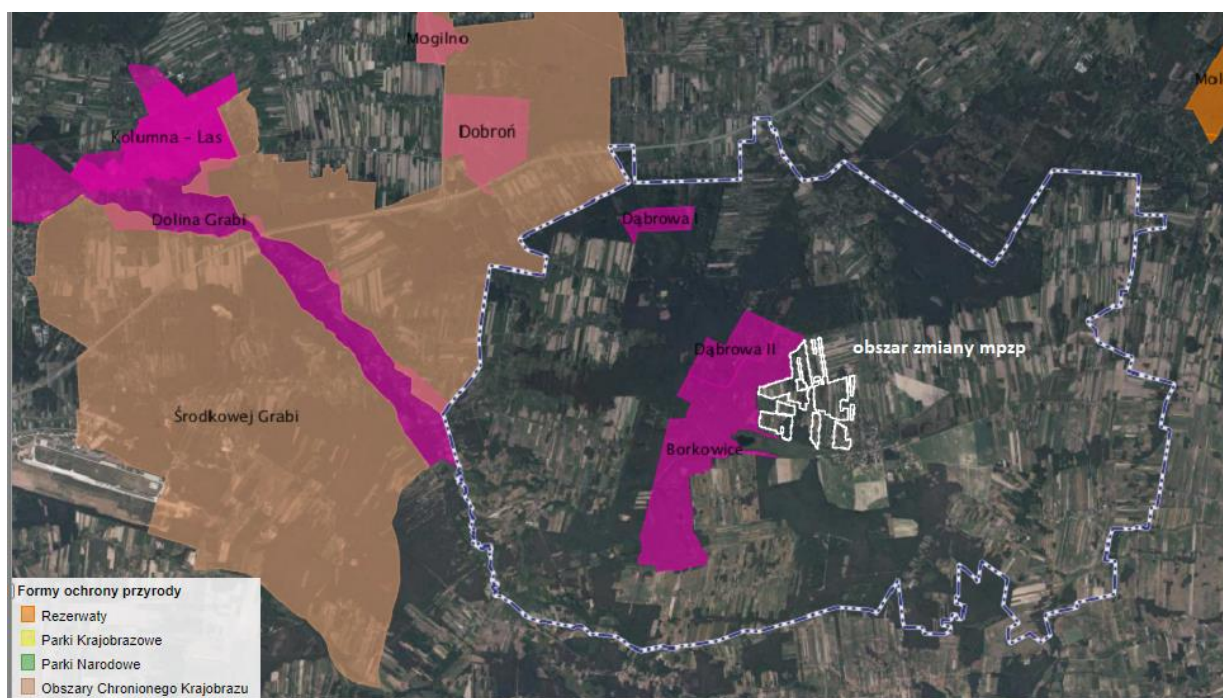 Mogilno
Mol
Kolumna - Las
Dobroń
Dolina Grabi
Dąbrowa I
Dąbrowa II
obszar zmiany mpzp
Środkowej Grabi
Borkowice
Formy ochrony przyrody
Rezerwaty
Parki Krajobrazowe
Parki Narodowe
Obszary Chronionego Krajobrazu